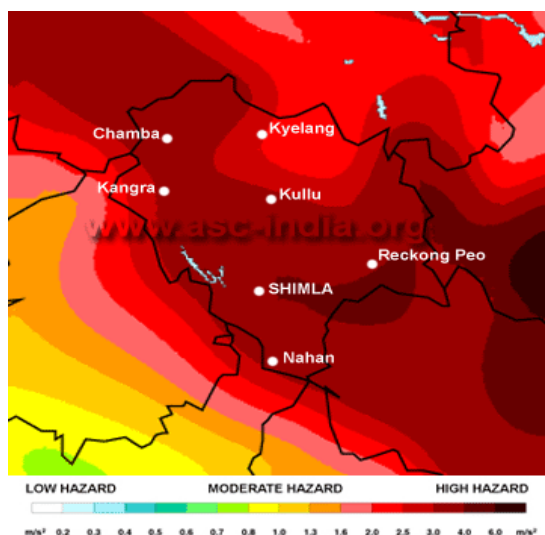 Chamba
Kyelang
Kangra
Kullu
www.asc-india.org
Reckong Peo
SHIMLA
Nahan
LOW HAZARD MODERATE HAZARD HIGH HAZARD
m/s² 0.2 0.3 0.4 0.5 0.6 0.7 0.8 1.0 1.3 1.6 2.0 2.5 3.0 4.0 6.0 m/s²